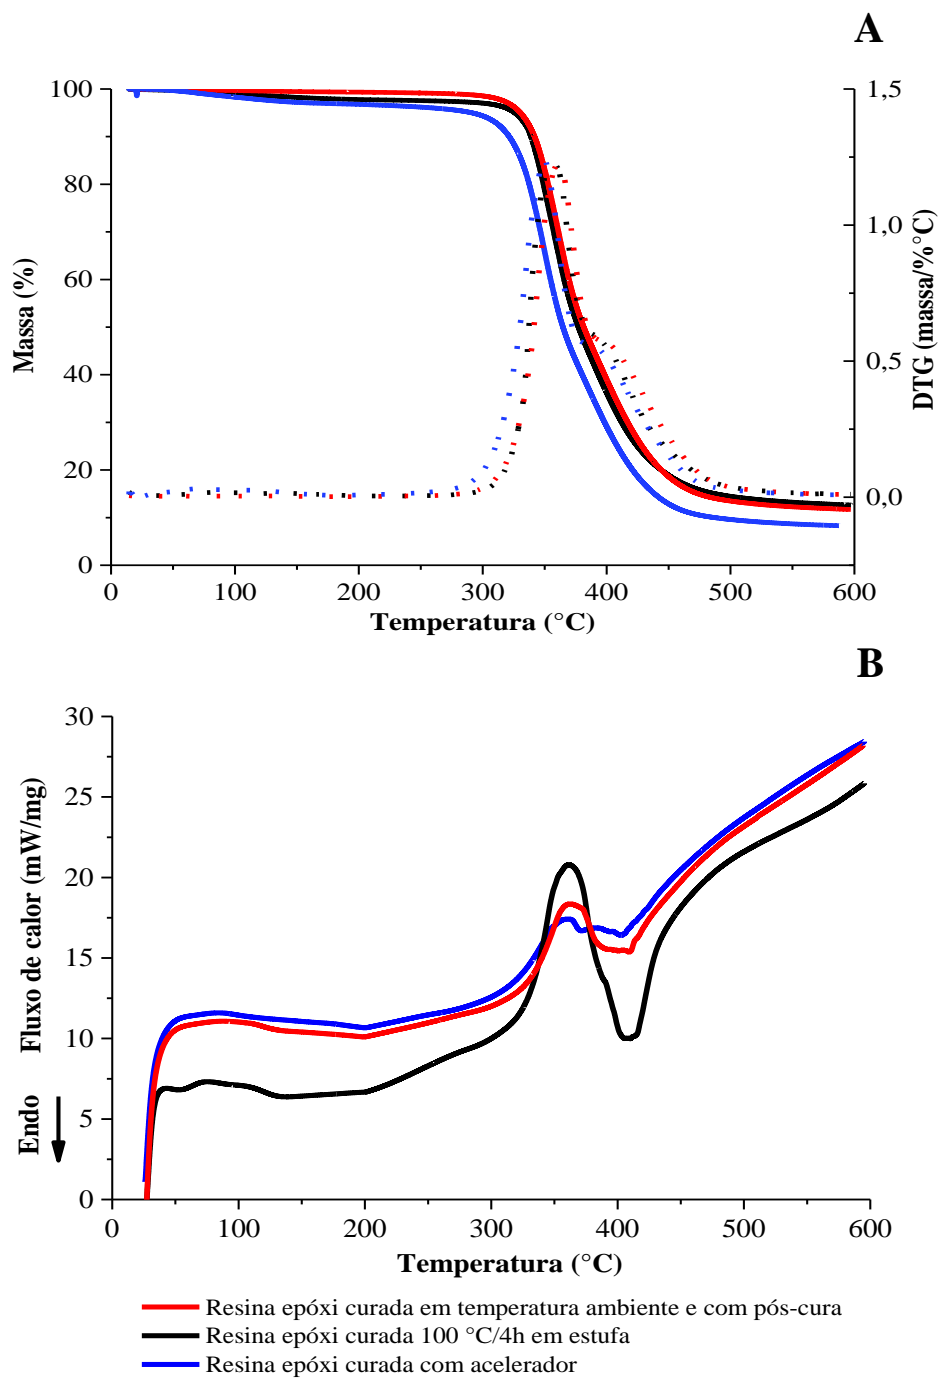 A
100
80
60
40
20
0
Massa (%)
1,5
1,0
0,5
0,0
DTG (massa/%°C)
0 100 200 300 400 500 600
Temperatura (°C)
B
30
25
20
15
10
5
0
Endo Fluxo de calor (mW/mg)
0 100 200 300 400 500 600
Temperatura (°C)
Resina epóxi curada em temperatura ambiente e com pós-cura
Resina epóxi curada 100 °C/4h em estufa
Resina epóxi curada com acelerador